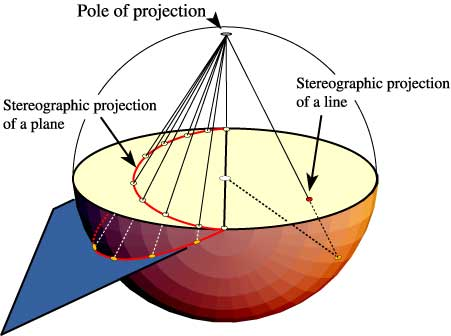 Pole of projection
Stereographic projection
of a line
Stereographic projection
of a plane